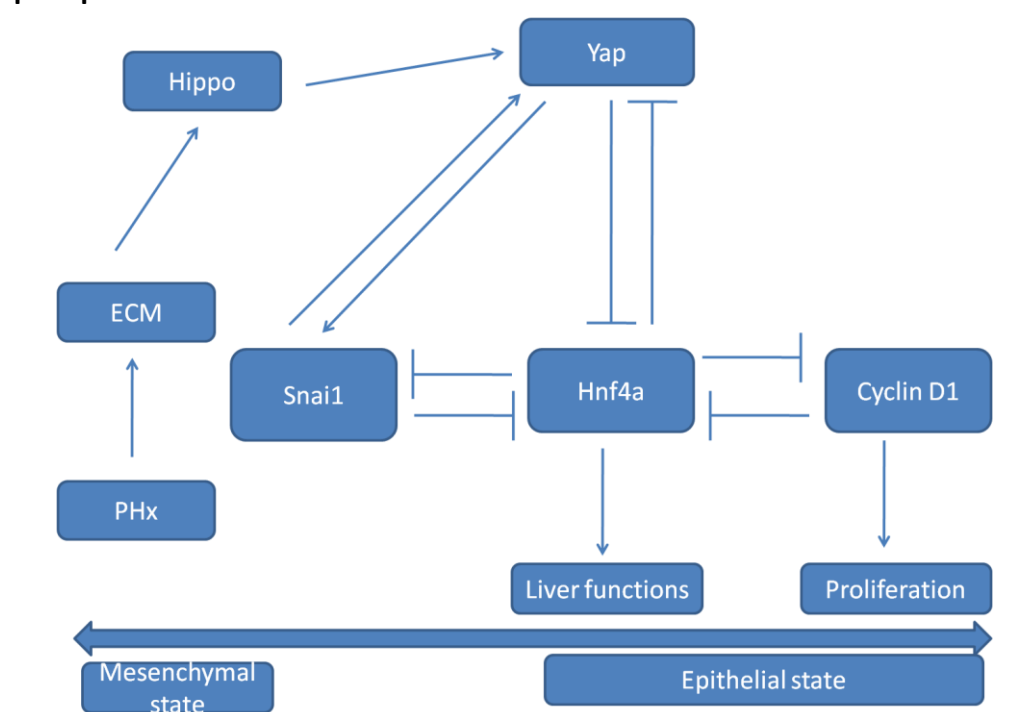 Yap
Hippo
ECM
Snai1
Hnf4a
Cyclin D1
PHx
Liver functions
Proliferation
Mesenchymal
state
Epithelial state